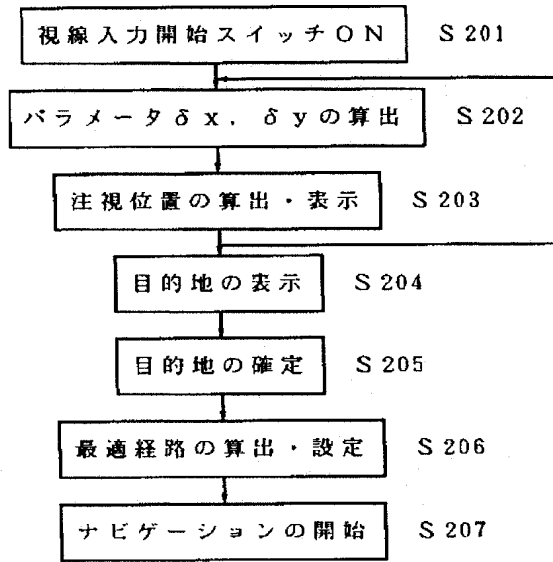 視線入力開始スイッチON S201
パラメータδx,δyの算出 S202
注視位置の算出・表示 S203
目的地の表示 S204
目的地の確定 S205
最適経路の算出・設定 S206
ナビゲーションの開始 S207